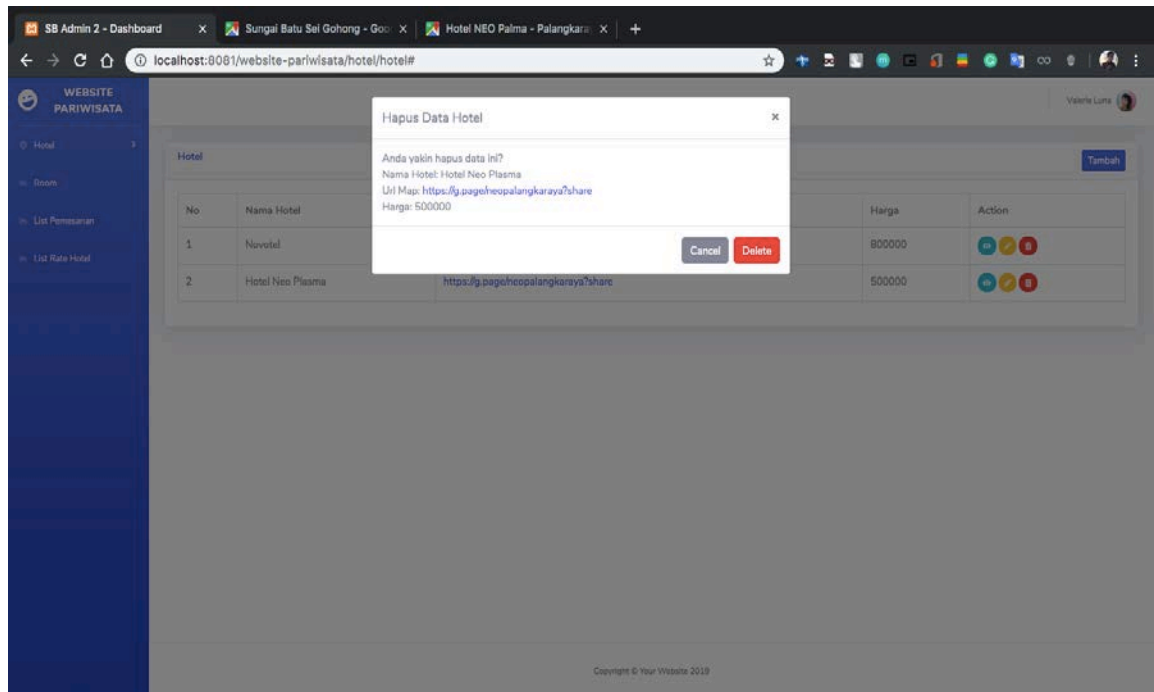 SB Admin 2 - Dashboard
Sungai Batu Sei Gohong - Goo
Hotel NEO Palma - Palangkara
localhost:8081/website-pariwisata/hotel/hotel#
WEBSITE
PARIWISATA
Valerie Luna
Hotel
Room
List Pemesanan
List Rate Hotel
Hapus Data Hotel
Anda yakin hapus data ini?
Nama Hotel: Hotel Neo Plasma
Url Map: https://g.page/neopalangkaraya?share
Harga: 500000
Cancel Delete
Hotel
Tambah
No Nama Hotel Harga Action
1 Novotel 800000
2 Hotel Neo Plasma https://g.page/neopalangkaraya?share 500000
Copyright © Your Website 2019